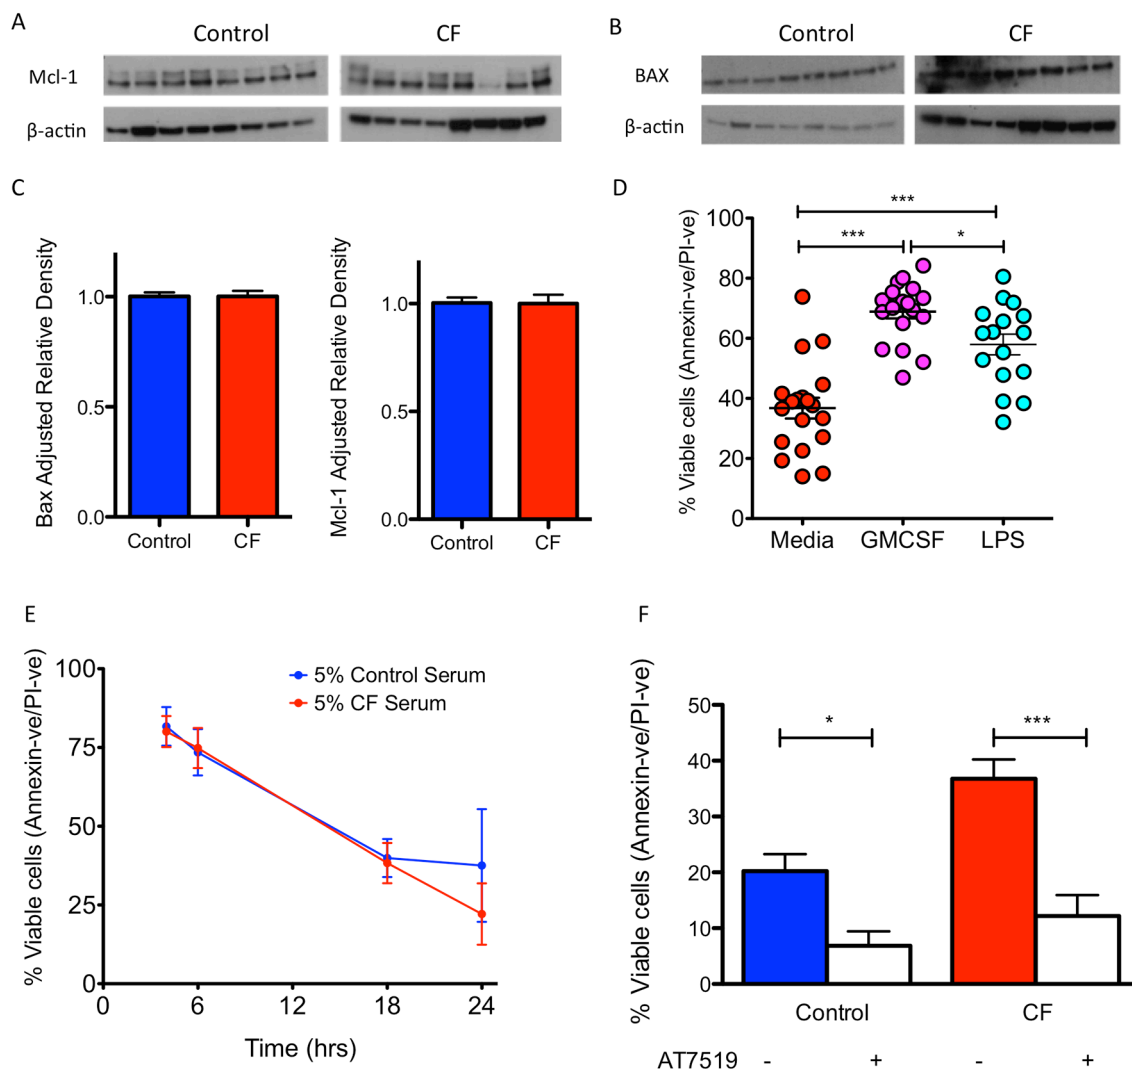 A
Control
CF
Mcl-1
β-actin
B
Control
CF
BAX
β-actin
C
Bax Adjusted Relative Density
1.0
0.5
0.0
Control
CF
Mcl-1 Adjusted Relative Density
1.0
0.5
0.0
Control
CF
D
% Viable cells (Annexin-ve/PI-ve)
100
80
60
40
20
0
***
***
*
Media
GMCSF
LPS
E
% Viable cells (Annexin-ve/PI-ve)
100
75
50
25
0
5% Control Serum
5% CF Serum
0
6
12
18
24
Time (hrs)
F
% Viable cells (Annexin-ve/PI-ve)
50
40
30
20
10
0
*
***
Control
CF
AT7519 - + - +